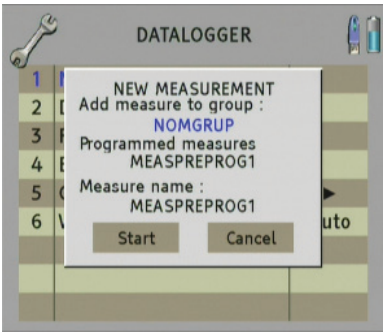 DATALOGGER
NEW MEASUREMENT
Add measure to group :
NOMGRUP
Programmed measures
MEASPREPROG1
Measure name :
MEASPREPROG1
Start Cancel
1
2
3
4
5
6 uto